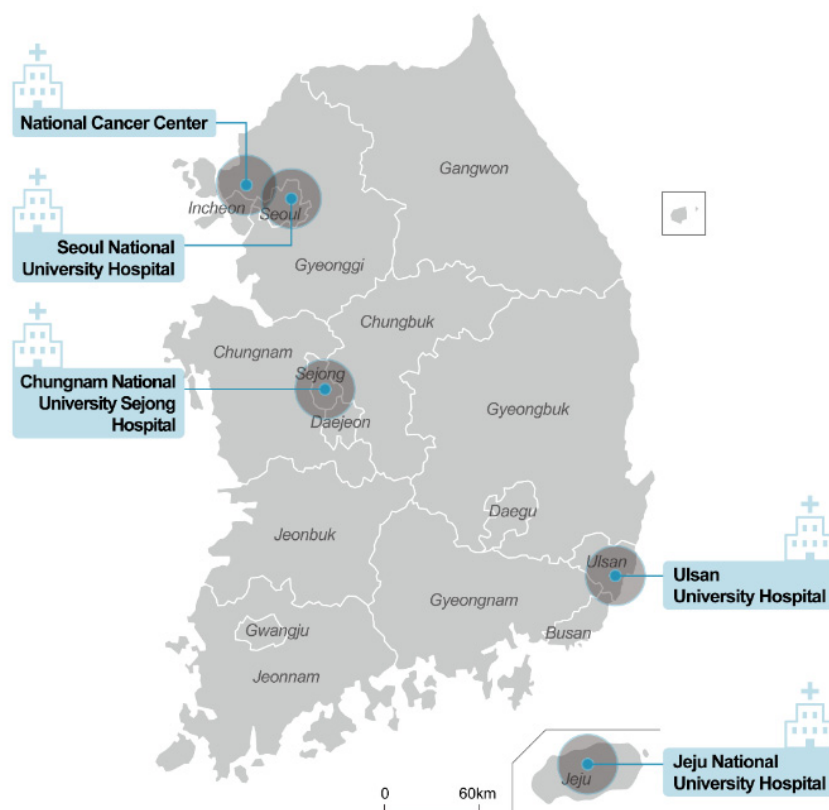 National Cancer Center
Gangwon
Incheon
Seoul
Seoul National
University Hospital
Gyeonggi
Chungbuk
Chungnam
Sejong
Chungnam National
University Sejong
Hospital
Gyeongbuk
Daejeon
Daegu
Jeonbuk
Ulsan
Ulsan
University Hospital
Gyeongnam
Gwangju
Busan
Jeonnam
Jeju National
University Hospital
Jeju
0 60km